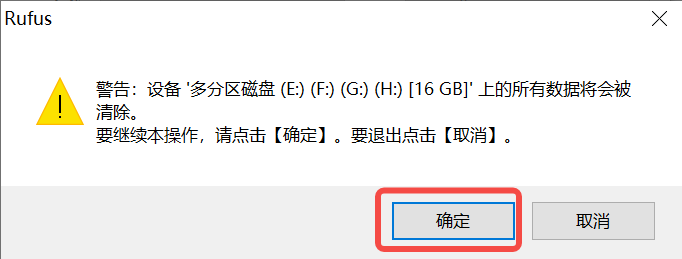 Rufus
警告：设备 '多分区磁盘 (E:) (F:) (G:) (H:) [16 GB]' 上的所有数据将会被
清除。
要继续本操作，请点击【确定】。要退出点击【取消】。
确定
取消